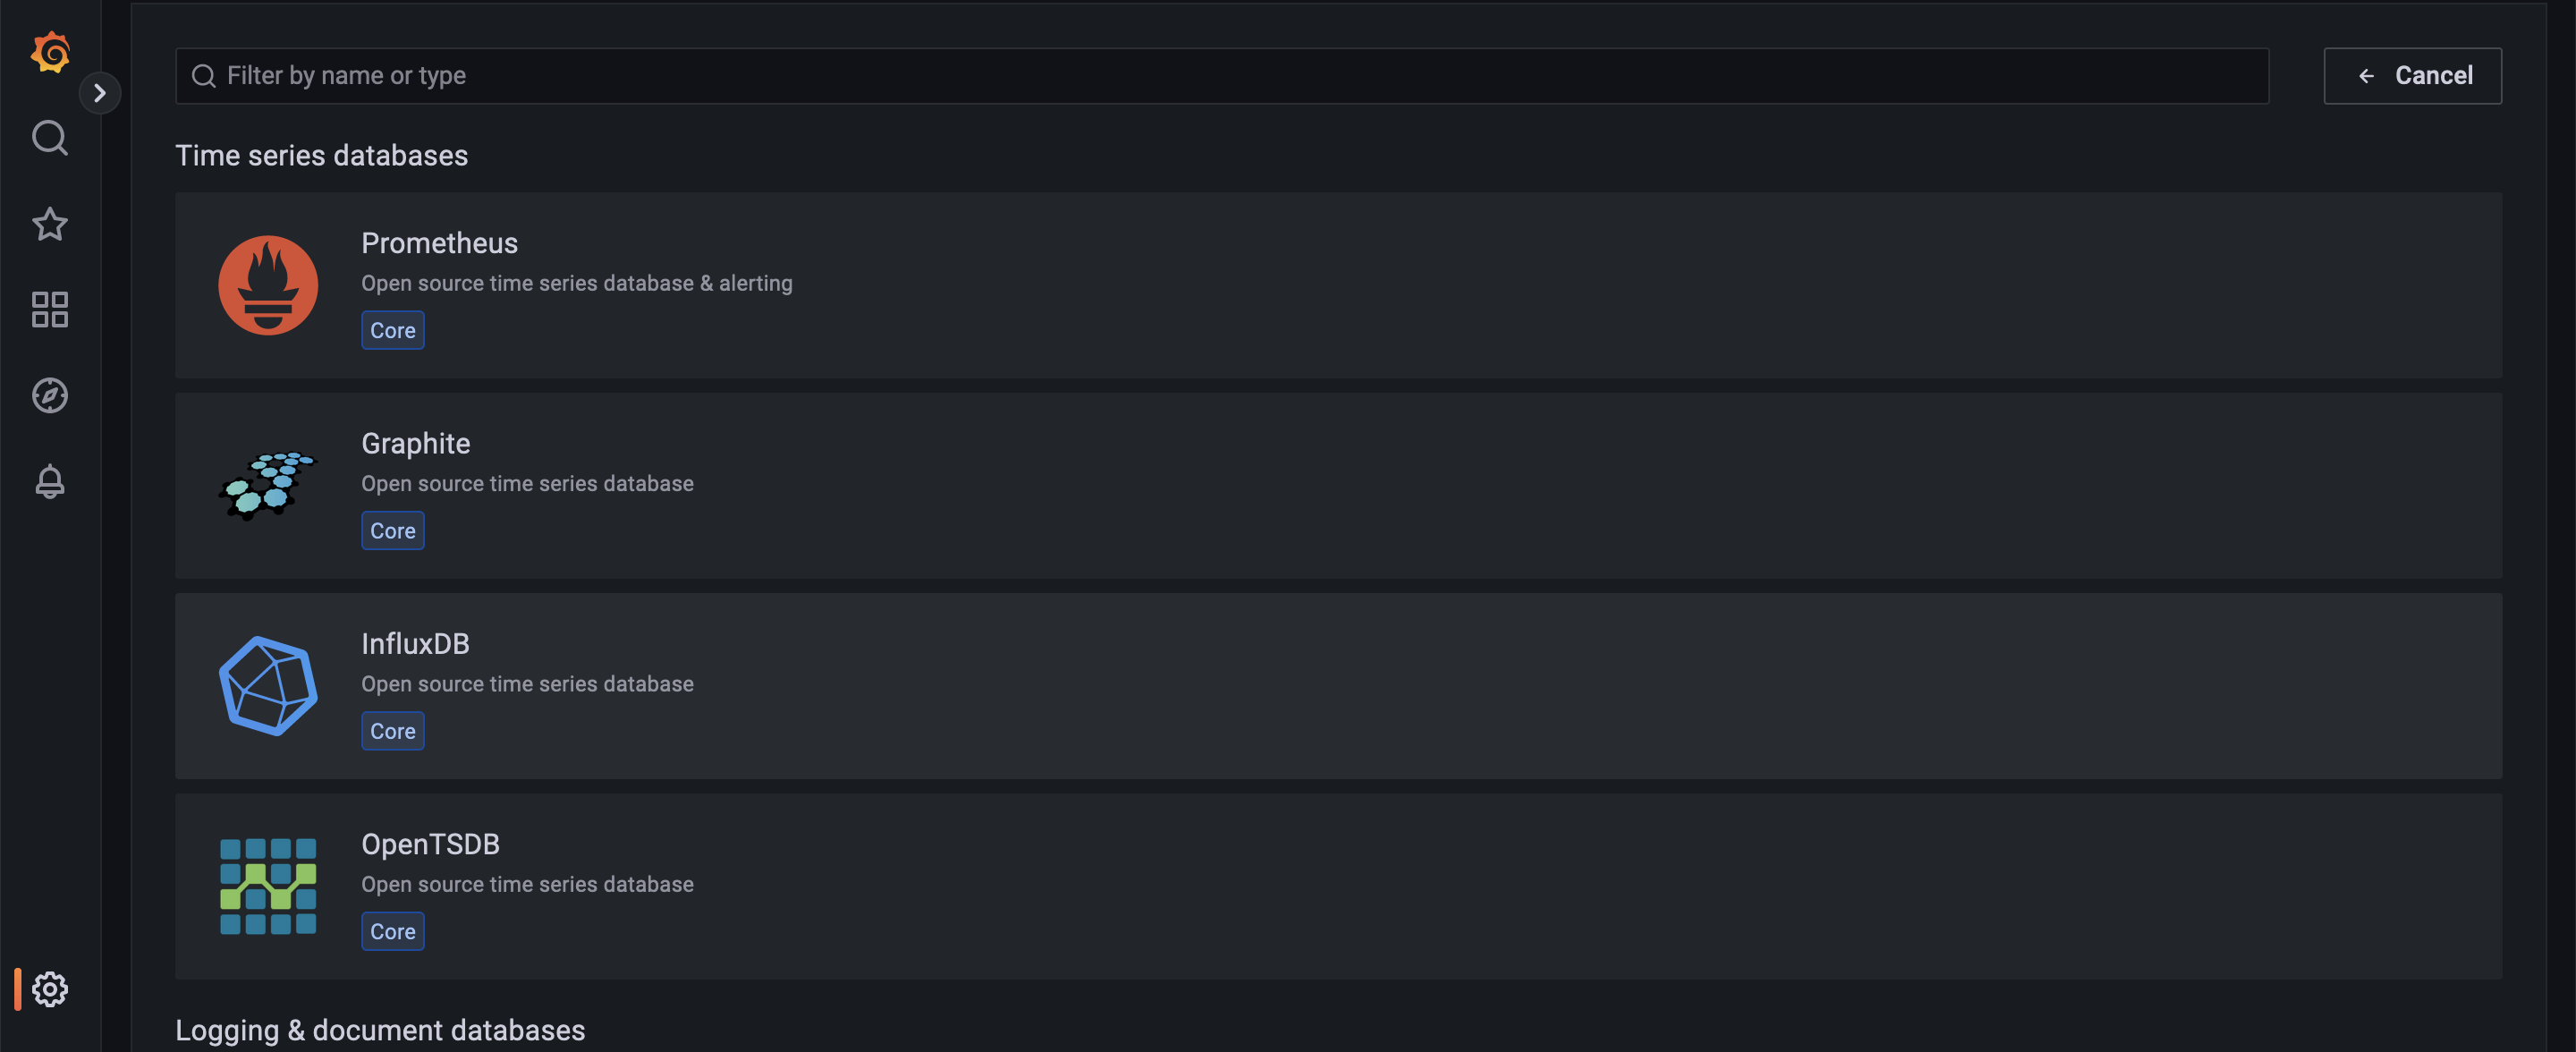 Filter by name or type
Cancel
Time series databases
Prometheus
Open source time series database & alerting
Core
Graphite
Open source time series database
Core
InfluxDB
Open source time series database
Core
OpenTSDB
Open source time series database
Core
Logging & document databases